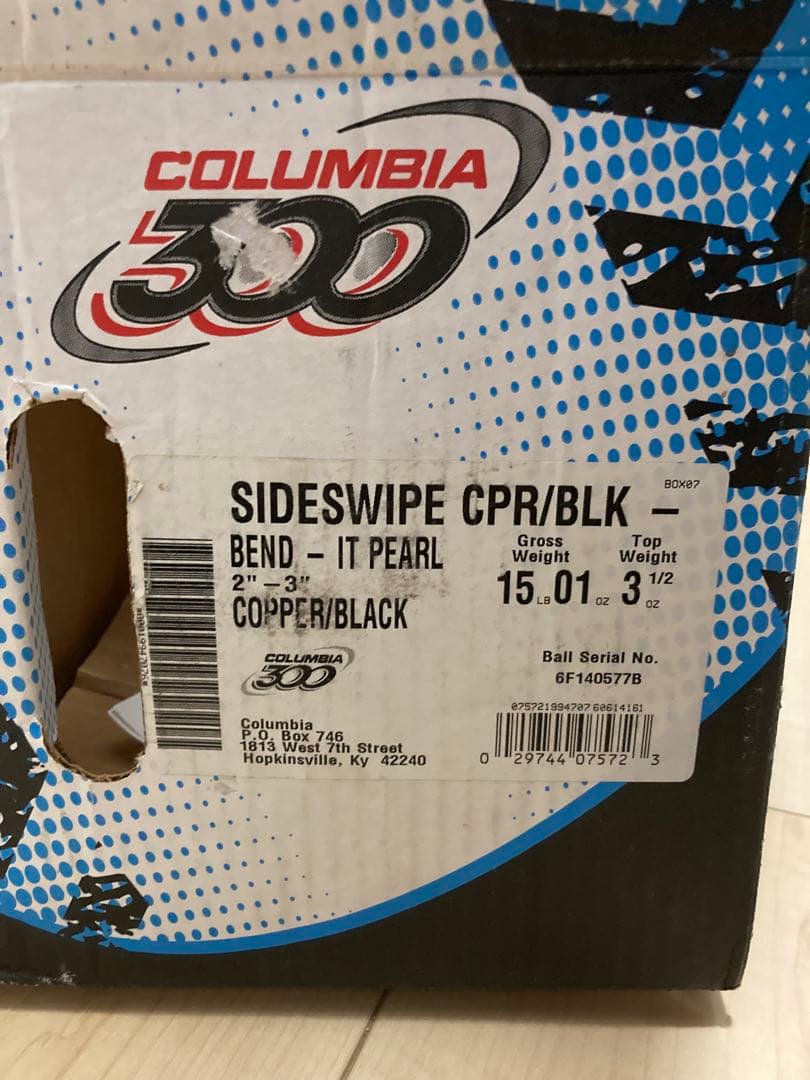 COLUMBIA
300
BOX07
SIDESWIPE CPR/BLK –
BEND – IT PEARL
2" – 3"
COPPER/BLACK
Gross Weight
15 LB 01 OZ
Top Weight
3 1/2 OZ
COLUMBIA
300
Ball Serial No.
6F140577B
Columbia
P.O. Box 746
1813 West 7th Street
Hopkinsville, Ky 42240
075721994707 60614161
0 29744 07572 3